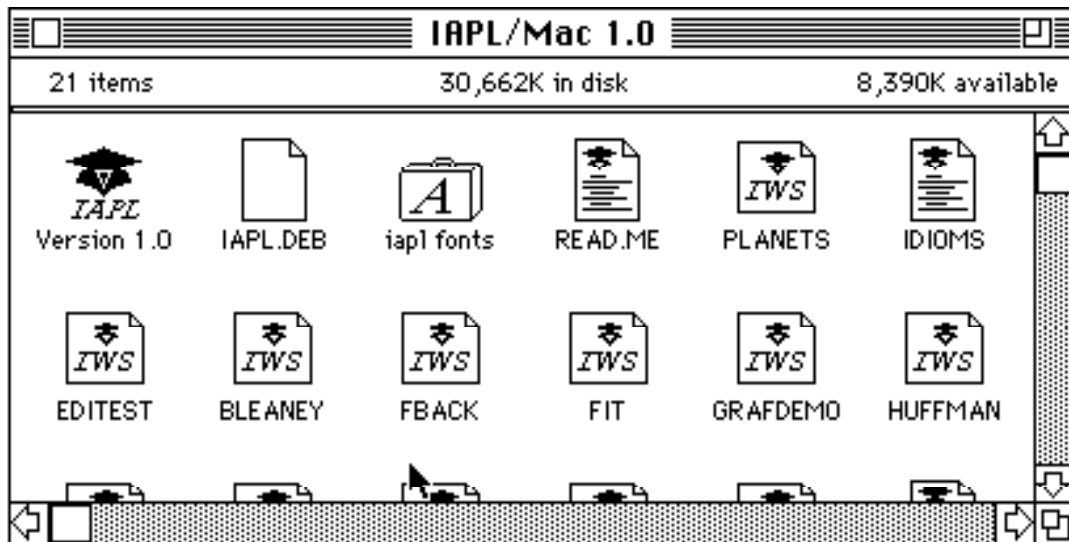 IAPL/Mac 1.0
21 items 30,662K in disk 8,390K available
IAPL IWS
Version 1.0 IAPL.DEB iapl fonts READ.ME PLANETS IDIOMS
IWS IWS IWS IWS IWS IWS
EDITEST BLEANEY FBACK FIT GRAFDEMO HUFFMAN